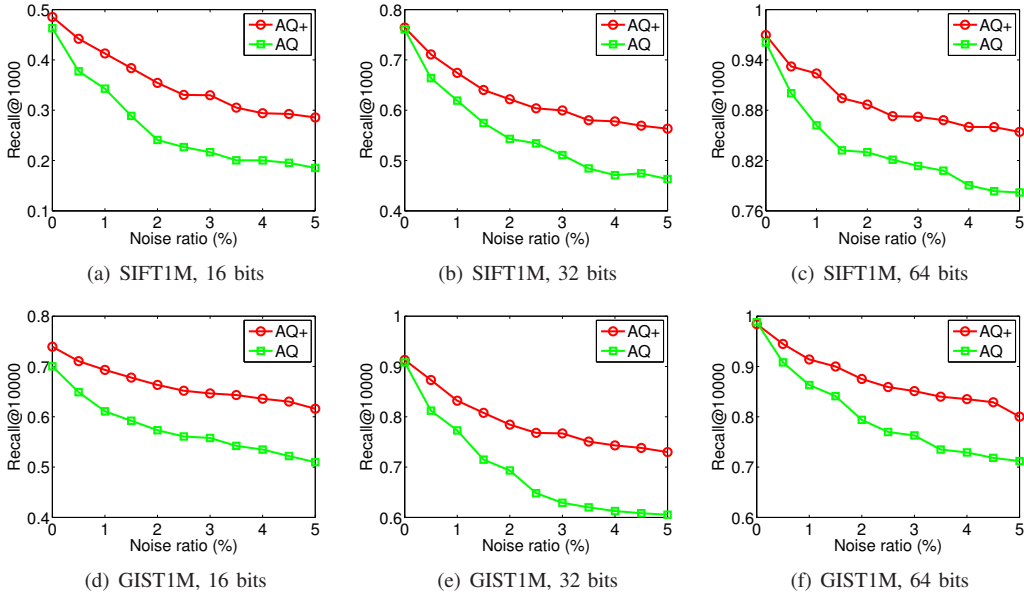 0.5
0.4
0.3
0.2
0.1
Recall@1000
AQ+
AQ
0 1 2 3 4 5
Noise ratio (%)
(a) SIFT1M, 16 bits
0.8
0.7
0.6
0.5
0.4
Recall@1000
AQ+
AQ
0 1 2 3 4 5
Noise ratio (%)
(b) SIFT1M, 32 bits
1
0.94
0.88
0.82
0.76
Recall@1000
AQ+
AQ
0 1 2 3 4 5
Noise ratio (%)
(c) SIFT1M, 64 bits
0.8
0.7
0.6
0.5
0.4
Recall@10000
AQ+
AQ
0 1 2 3 4 5
Noise ratio (%)
(d) GIST1M, 16 bits
1
0.9
0.8
0.7
0.6
Recall@10000
AQ+
AQ
0 1 2 3 4 5
Noise ratio (%)
(e) GIST1M, 32 bits
1
0.9
0.8
0.7
0.6
Recall@10000
AQ+
AQ
0 1 2 3 4 5
Noise ratio (%)
(f) GIST1M, 64 bits